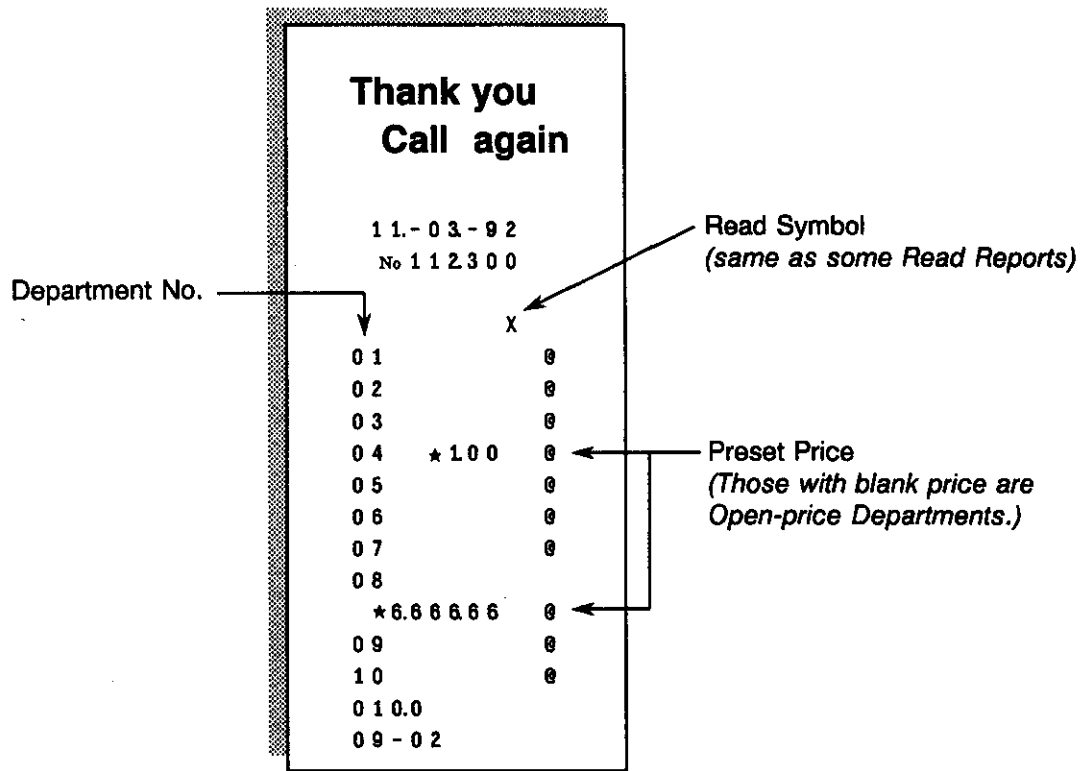 Thank you
Call again
11.-03.-92
No 112300
Read Symbol
(same as some Read Reports)
Department No.
X
01 @
02 @
03 @
04 ★1.00 @
Preset Price
(Those with blank price are
Open-price Departments.)
05 @
06 @
07 @
08
★6.666.66 @
09 @
10 @
010.0
09-02